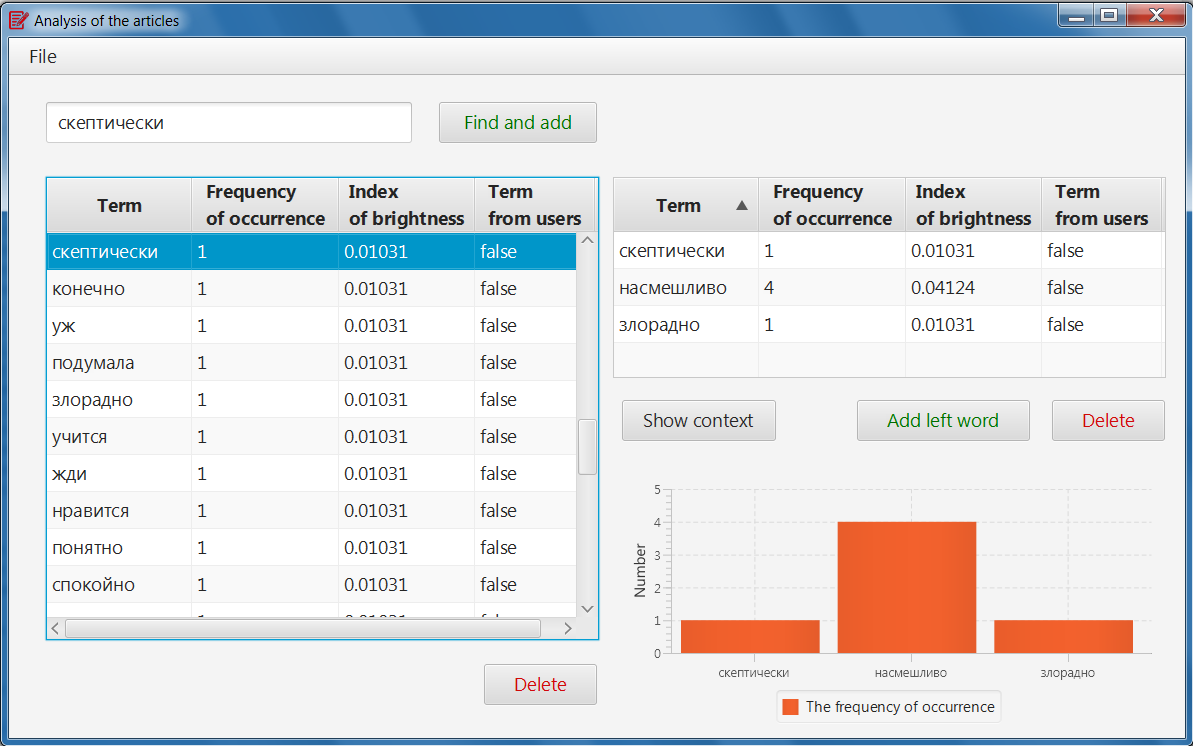 Analysis of the articles
File
скептически
Find and add
Term Frequency of occurrence Index of brightness Term from users
скептически 1 0.01031 false
конечно 1 0.01031 false
уж 1 0.01031 false
подумала 1 0.01031 false
злорадно 1 0.01031 false
учится 1 0.01031 false
жди 1 0.01031 false
нравится 1 0.01031 false
понятно 1 0.01031 false
спокойно 1 0.01031 false
Delete
Term Frequency of occurrence Index of brightness Term from users
скептически 1 0.01031 false
насмешливо 4 0.04124 false
злорадно 1 0.01031 false
Show context
Add left word
Delete
Number
5
4
3
2
1
0
скептически насмешливо злорадно
The frequency of occurrence